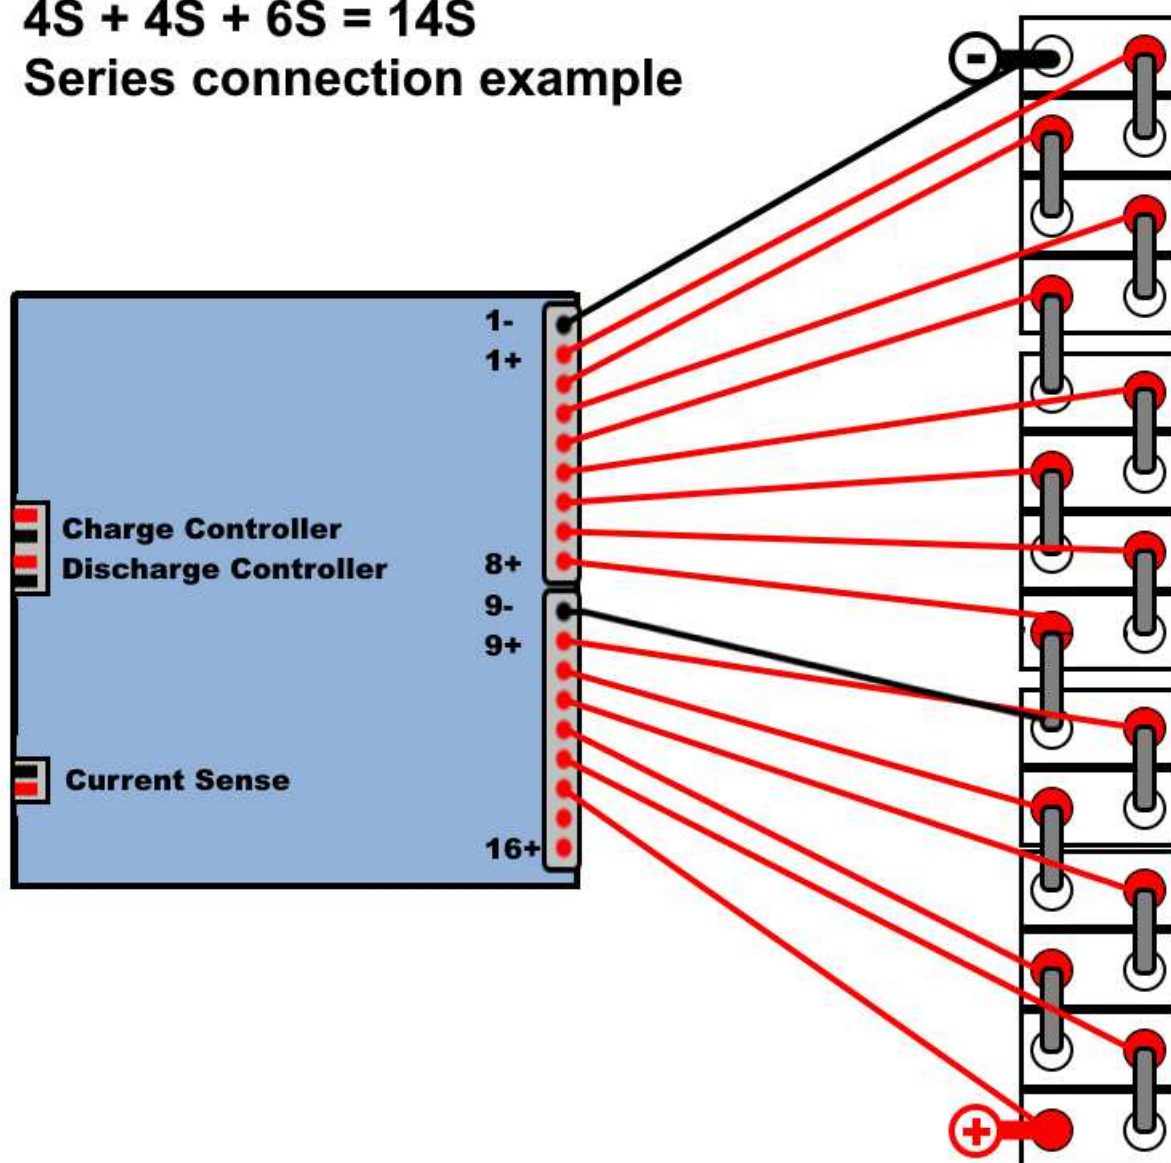 4S + 4S + 6S = 14S
Series connection example
-
1-
1+
Charge Controller
Discharge Controller
8+
9-
9+
Current Sense
16+
+